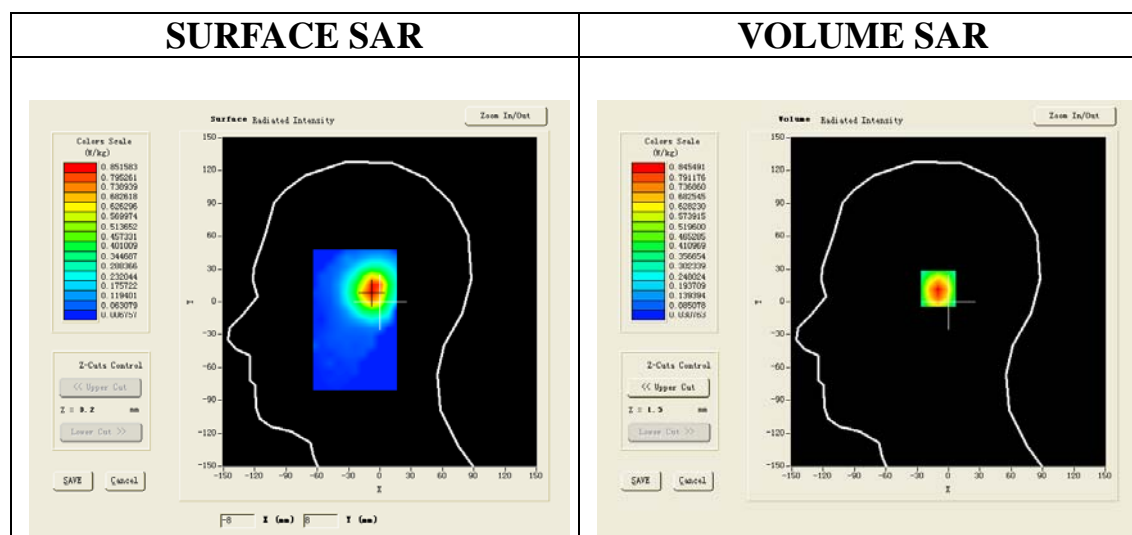 SURFACE SAR
VOLUME SAR
Surface Radiated Intensity
Zoom In/Out
Colors Scale
(W/kg)
0.851583
0.795261
0.738939
0.682618
0.626296
0.569974
0.513652
0.457331
0.401009
0.344687
0.288366
0.232044
0.175722
0.119401
0.063079
0.006757
Z-Cuts Control
<< Upper Cut
Lower Cut >>
SAVE
Cancel
150
120
90
60
30
0
-30
-60
-90
-120
-150
Y
-150 -120 -90 -60 -30 0 30 60 90 120 150
X
-8 X (mm) 8 Y (mm)
Volume Radiated Intensity
Zoom In/Out
Colors Scale
(W/kg)
0.845491
0.791176
0.736860
0.682545
0.628230
0.573915
0.519600
0.465285
0.410969
0.356654
0.302339
0.248024
0.193709
0.139394
0.085078
0.030763
Z-Cuts Control
<< Upper Cut
Z = 1.5 mm
Lower Cut >>
SAVE
Cancel
150
120
90
60
30
0
-30
-60
-90
-120
-150
Y
-150 -120 -90 -60 -30 0 30 60 90 120 150
X